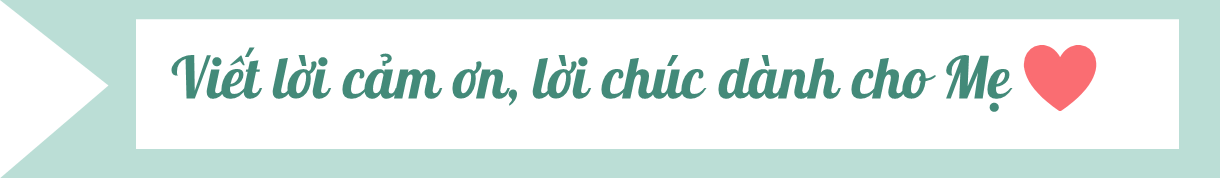 Viết lời cảm ơn, lời chúc dành cho Mẹ